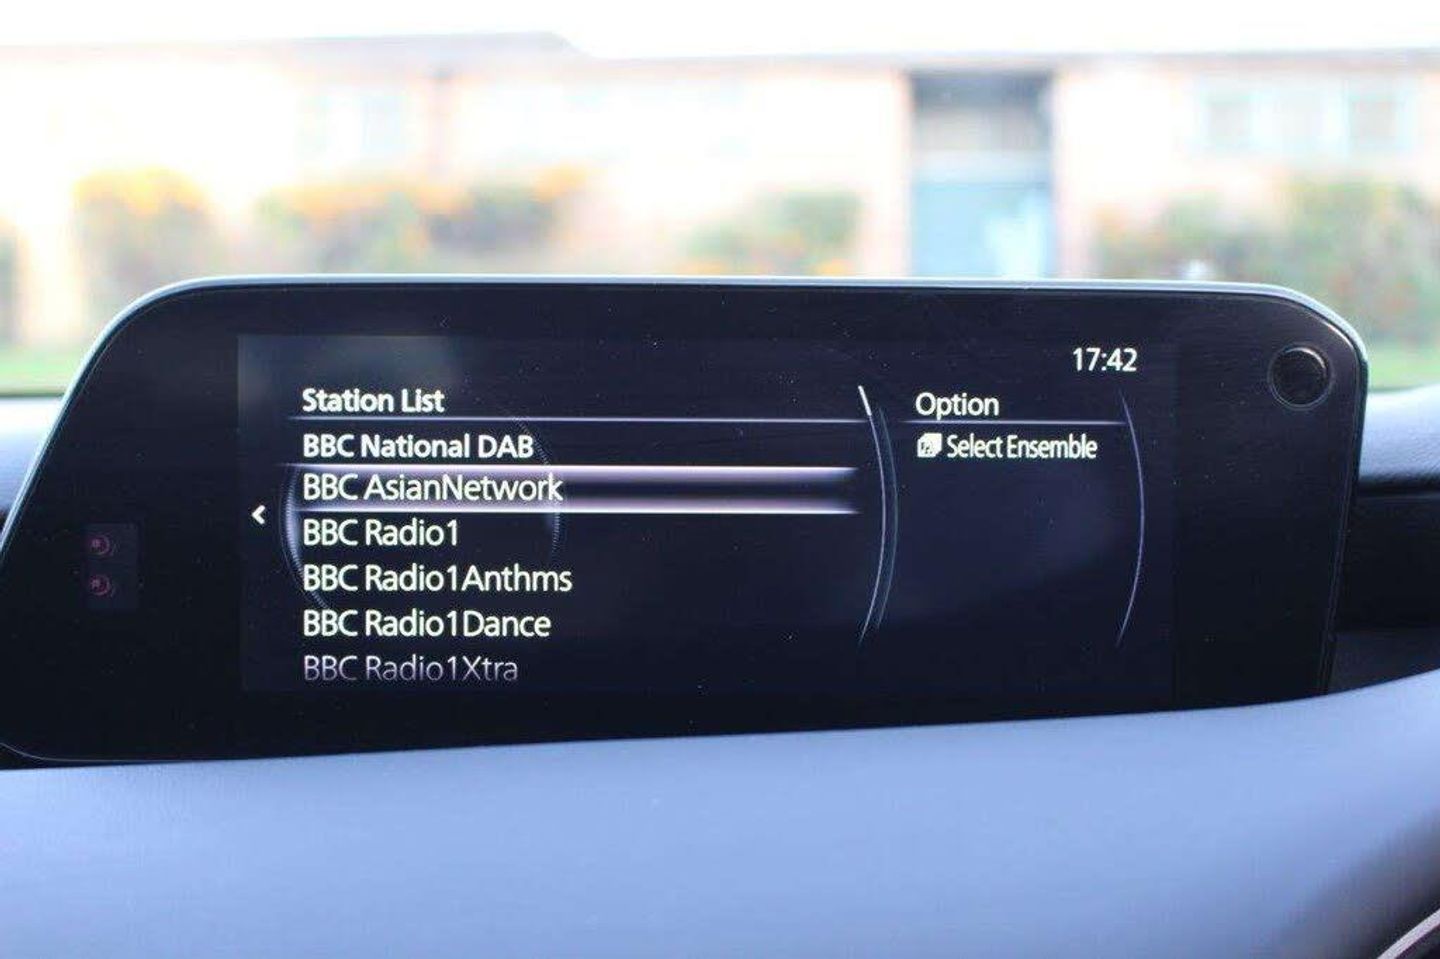 17:42
Station List
BBC National DAB
BBC AsianNetwork
BBC Radio1
BBC Radio1Anthms
BBC Radio1Dance
BBC Radio1Xtra
Option
Select Ensemble